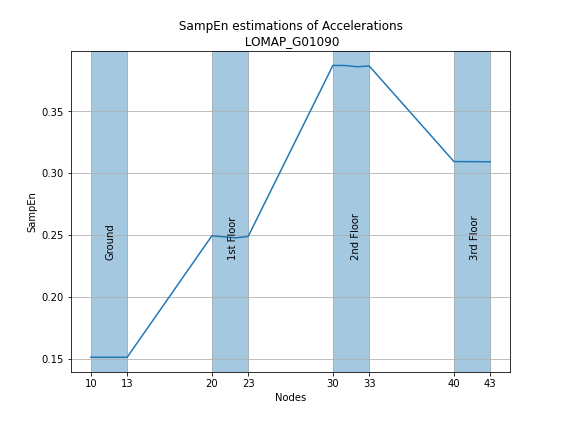 SampEn estimations of Accelerations
LOMAP_G01090
0.35
0.30
0.25
0.20
0.15
SampEn
Ground
1st Floor
2nd Floor
3rd Floor
10 13 20 23 30 33 40 43
Nodes